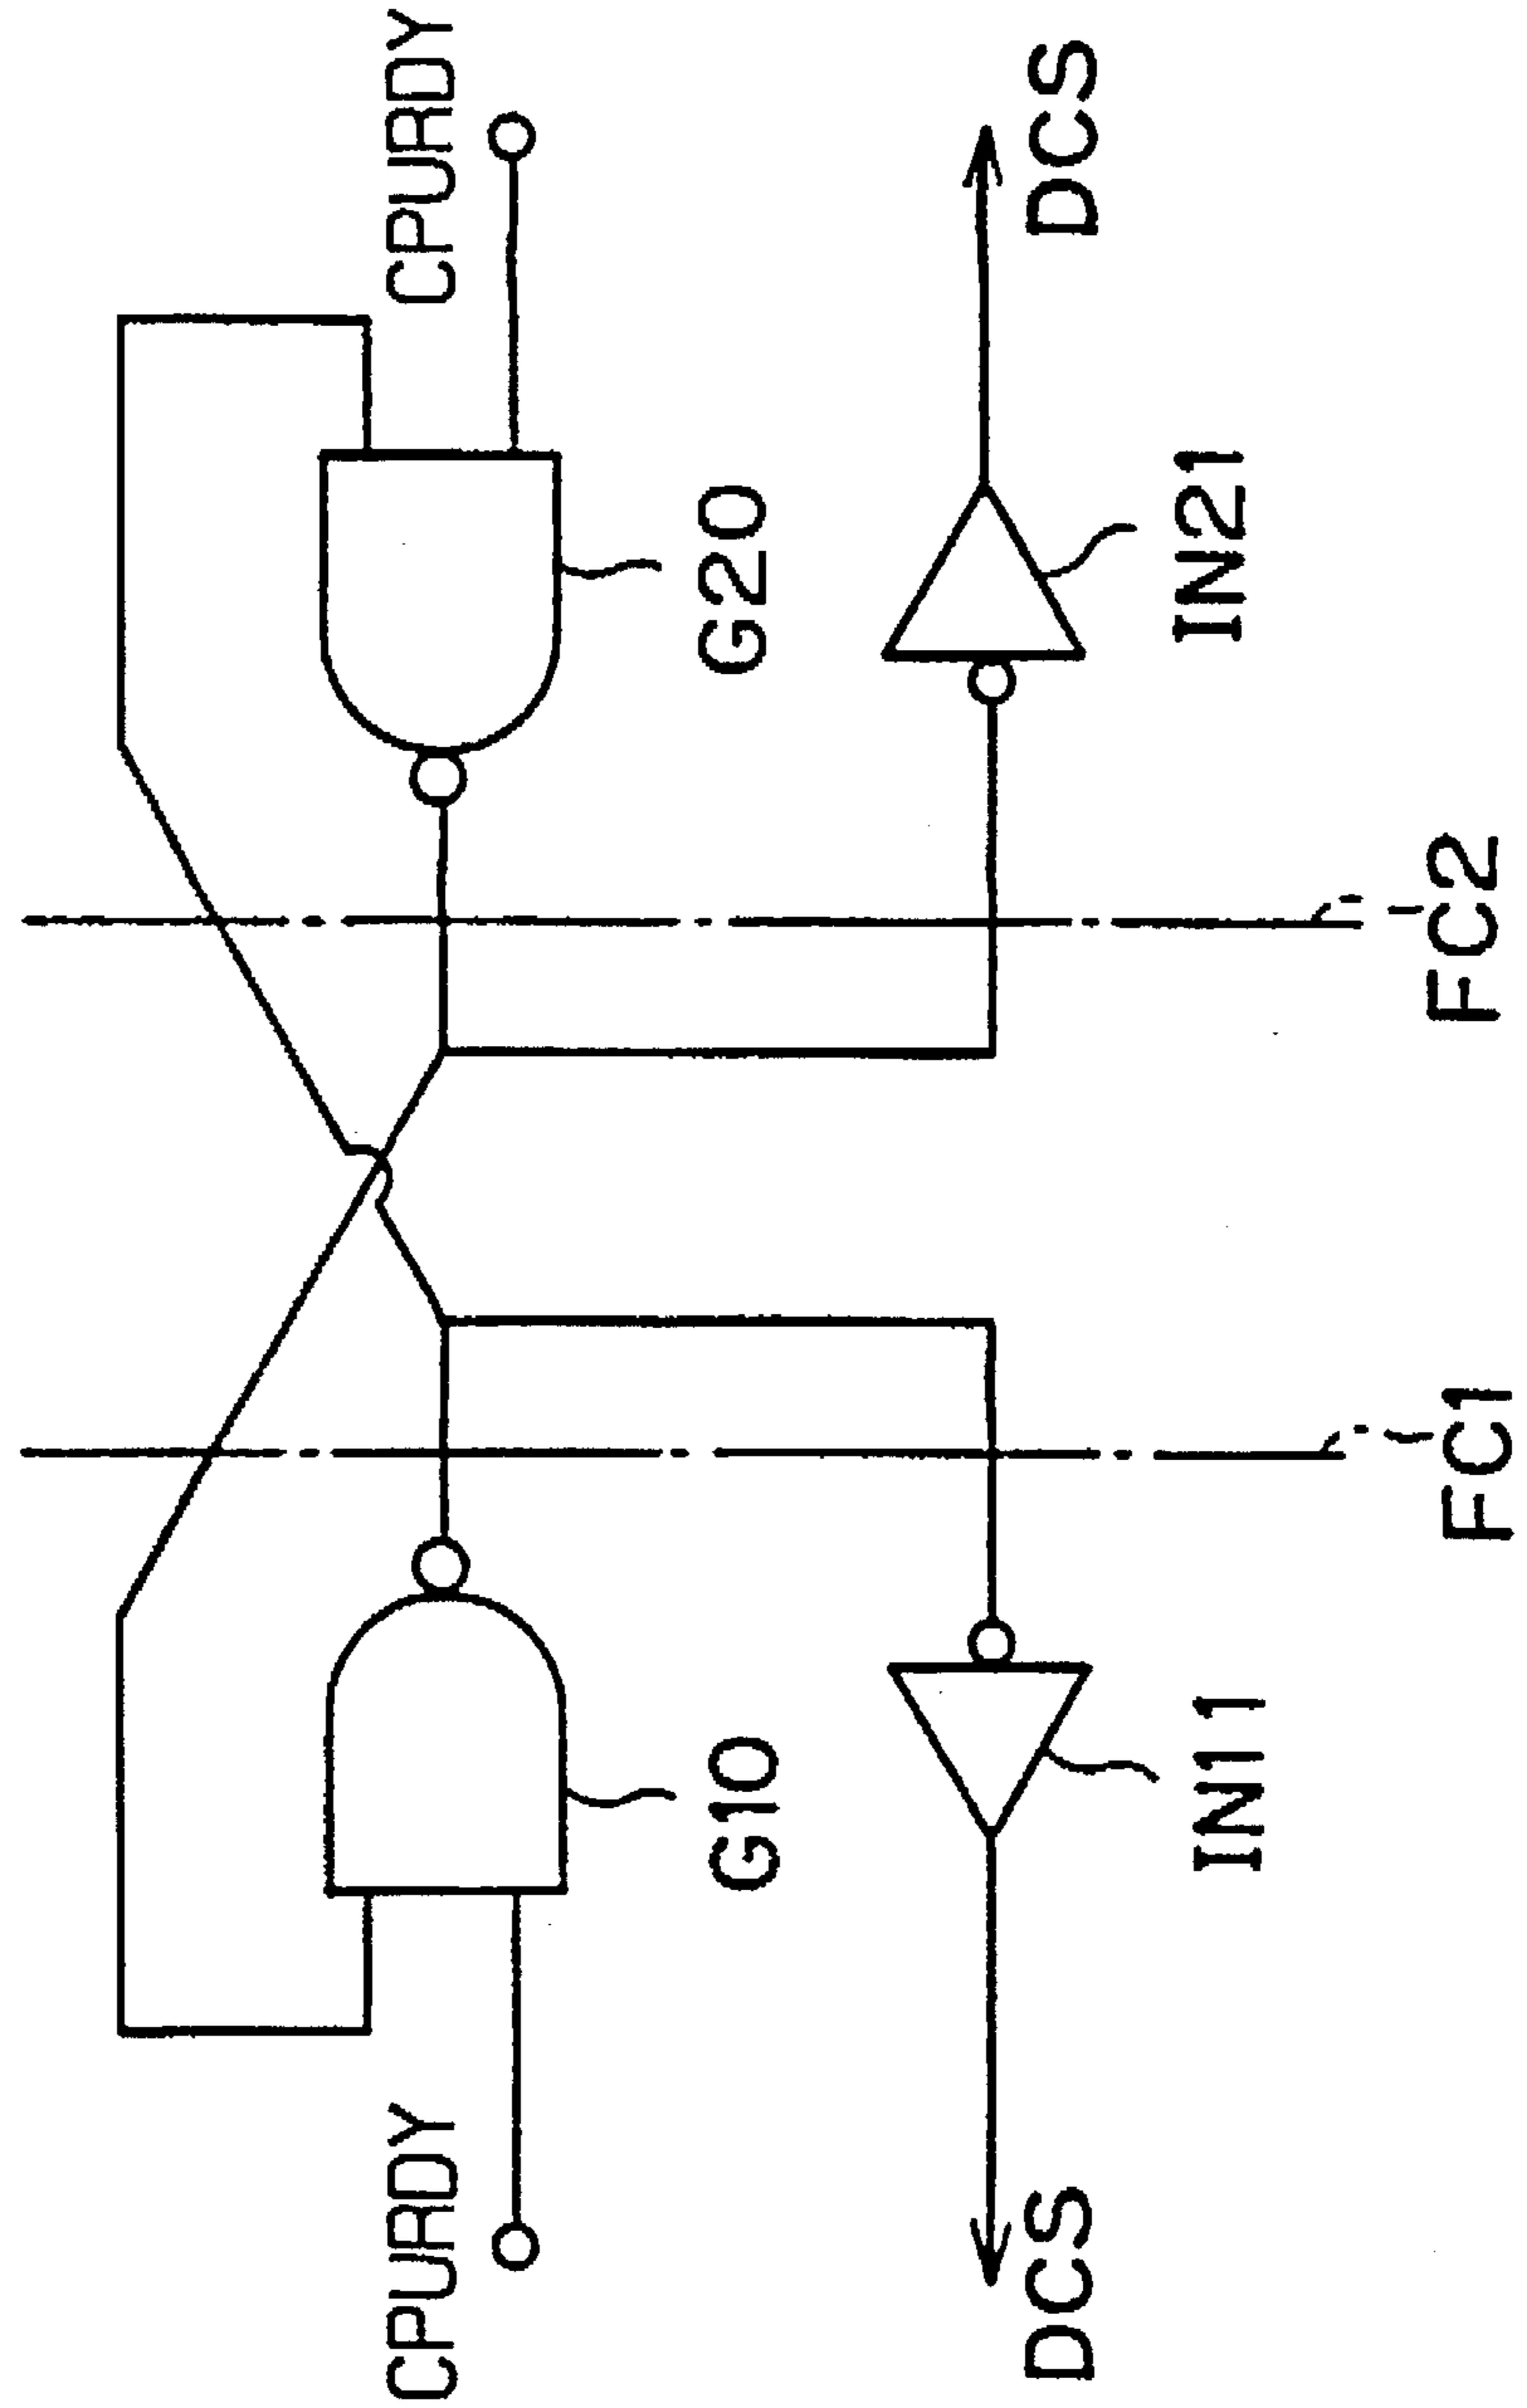 CPURDY
CPURDY
G10
G20
DCS
DCS
IN11
IN21
FC1
FC2